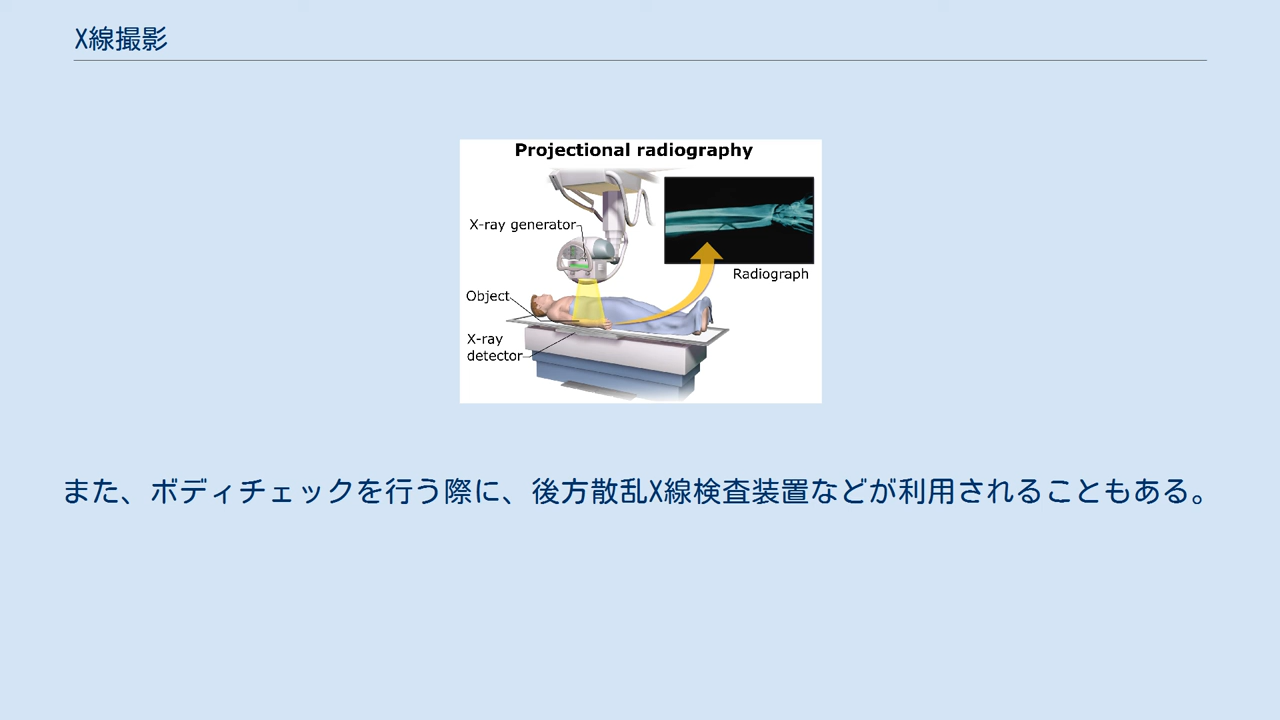 X線撮影
Projectional radiography
X-ray generator
Radiograph
Object
X-ray
detector
また、ボディチェックを行う際に、後方散乱X線検査装置などが利用されることもある。